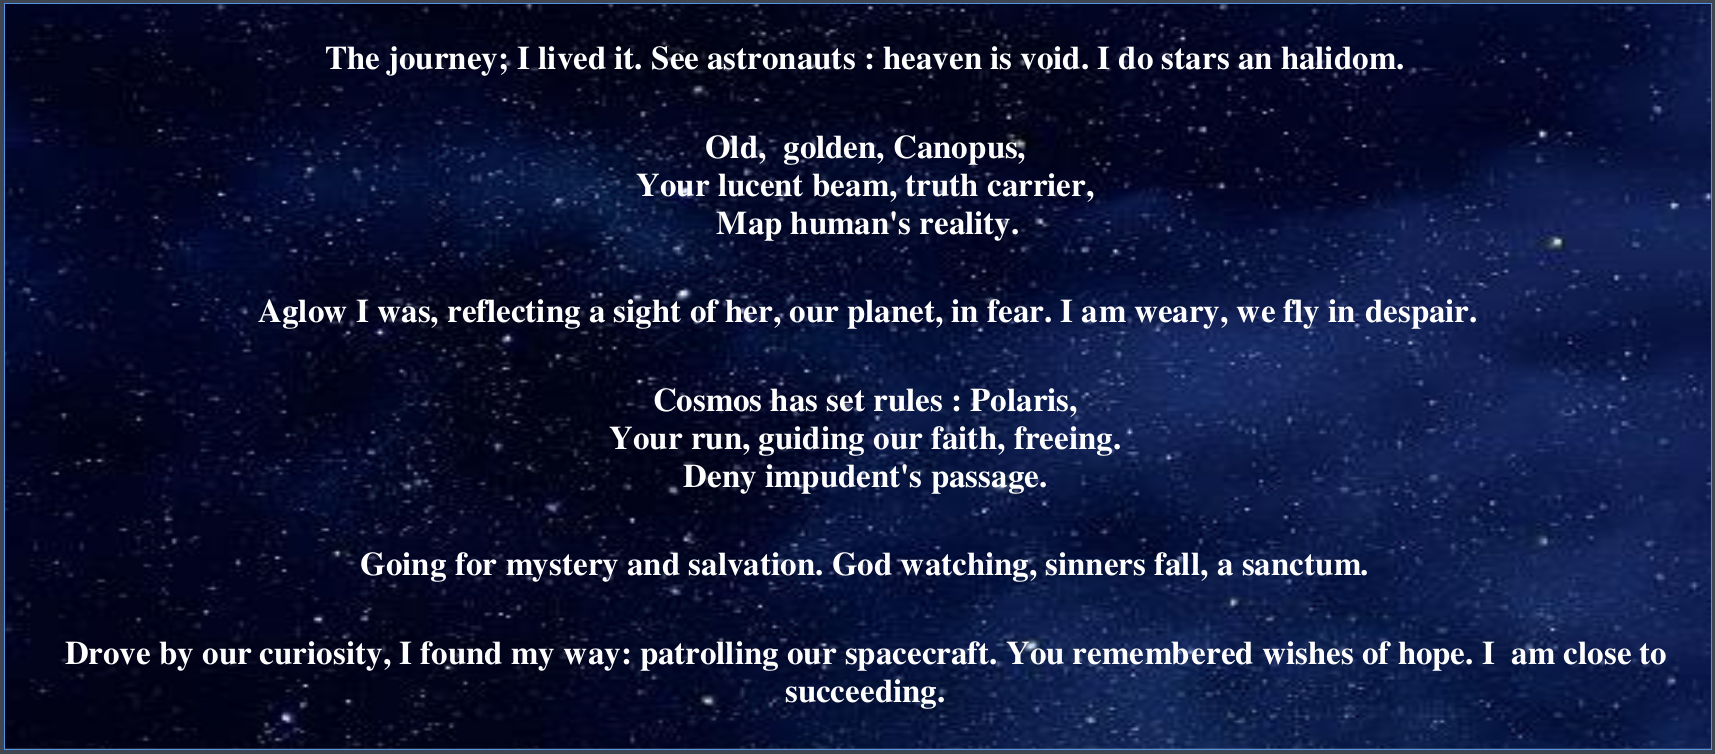 The journey; I lived it. See astronauts : heaven is void. I do stars an halidom.
Old,  golden, Canopus,
Your lucent beam, truth carrier,
Map human's reality.
Aglow I was, reflecting a sight of her, our planet, in fear. I am weary, we fly in despair.
Cosmos has set rules : Polaris,
Your run, guiding our faith, freeing.
Deny impudent's passage.
Going for mystery and salvation. God watching, sinners fall, a sanctum.
Drove by our curiosity, I found my way: patrolling our spacecraft. You remembered wishes of hope. I  am close to
succeeding.